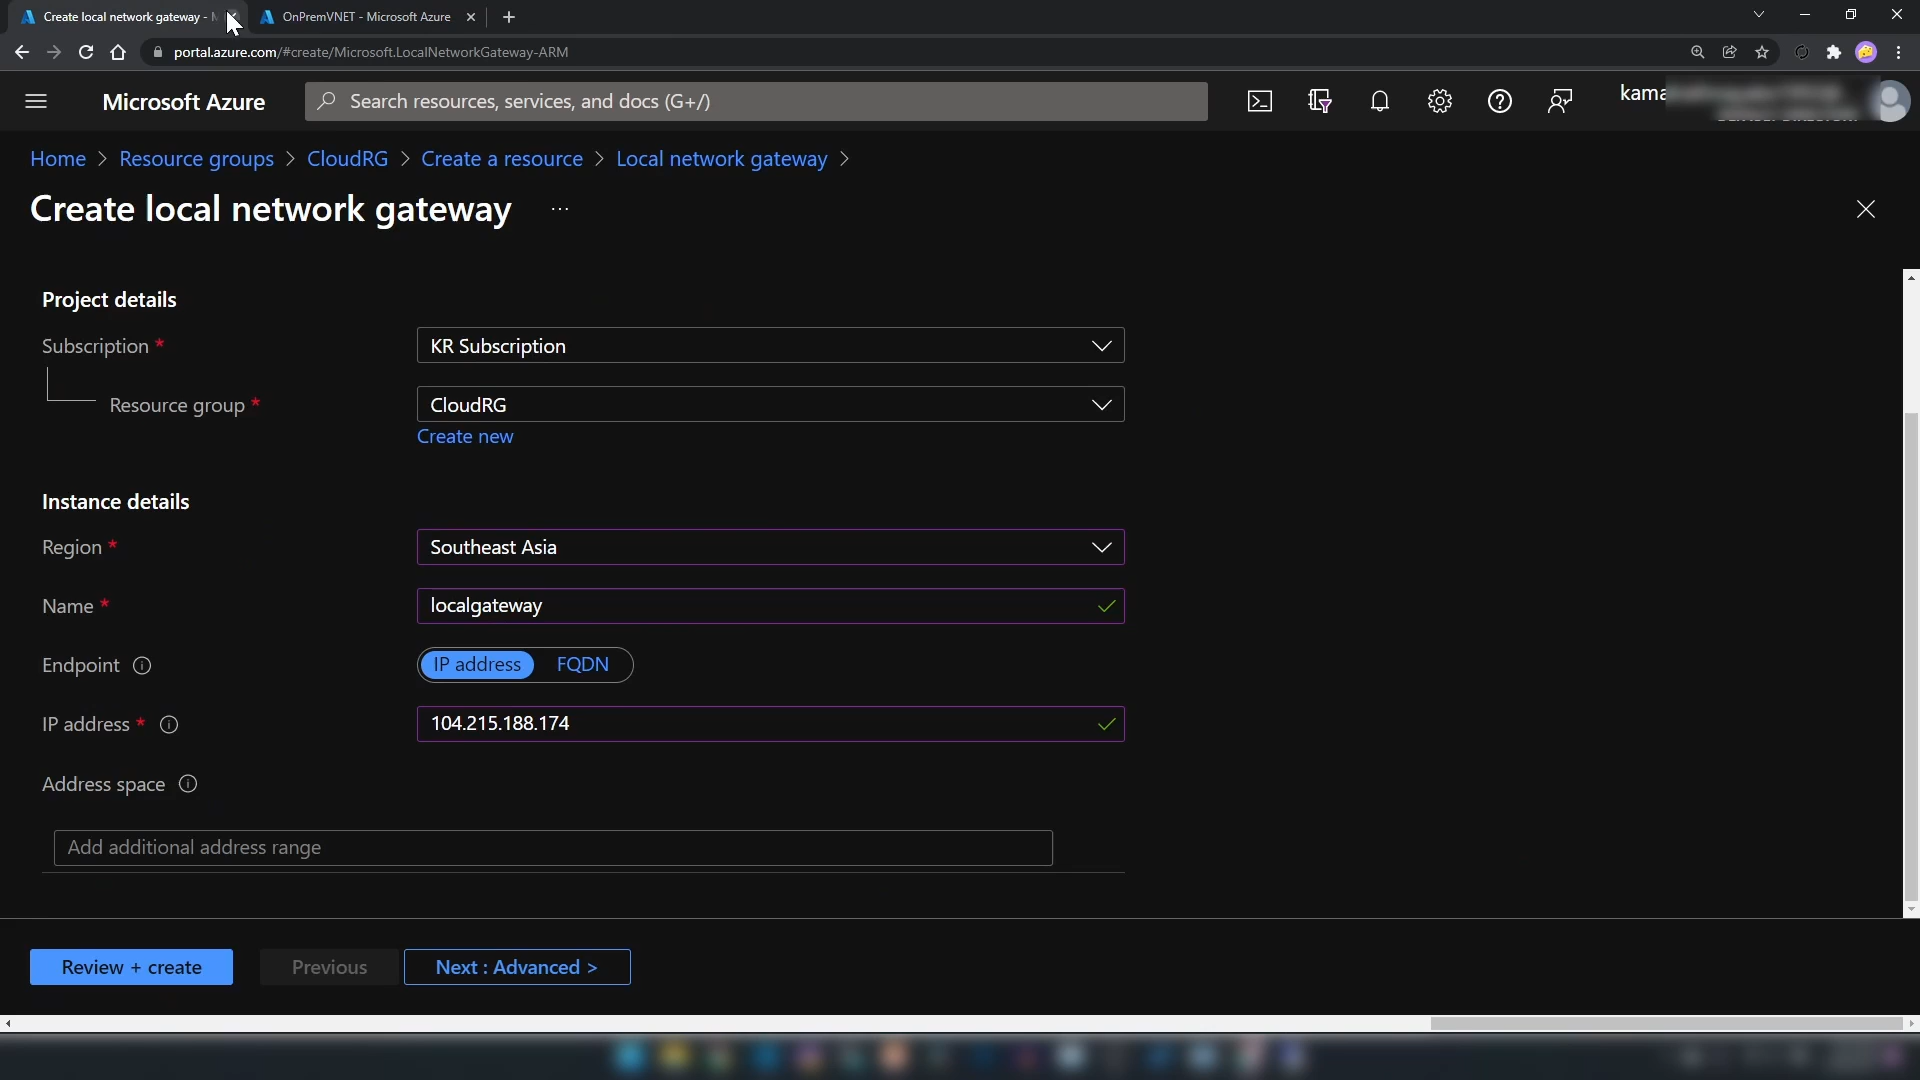 Create local network gateway -
OnPremVNET - Microsoft Azure
portal.azure.com/#create/Microsoft.LocalNetworkGateway-ARM
Microsoft Azure
Search resources, services, and docs (G+/)
kama
Home > Resource groups > CloudRG > Create a resource > Local network gateway >
Create local network gateway ...
Project details
Subscription *
KR Subscription
Resource group *
CloudRG
Create new
Instance details
Region *
Southeast Asia
Name *
localgateway
Endpoint
IP address FQDN
IP address *
104.215.188.174
Address space
Add additional address range
Review + create
Previous
Next : Advanced >